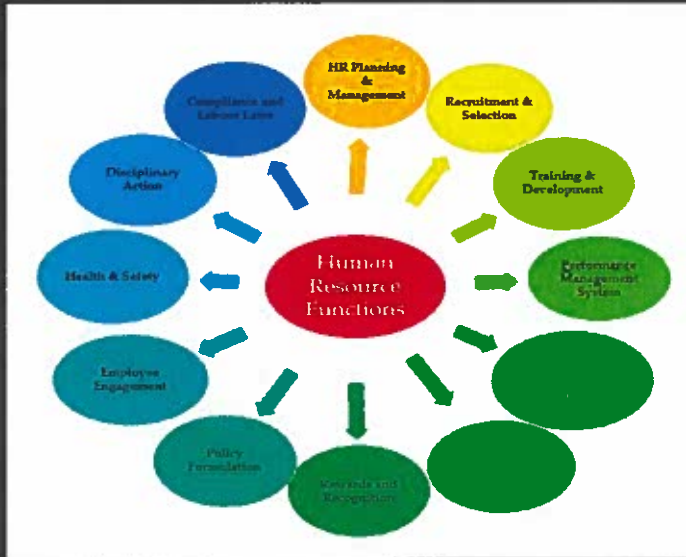 HR Planning
&
Management
Recruitment &
Selection
Training &
Development
Performance
Management
System
Rewards and
Recognition
Policy
Formulation
Employee
Engagement
Health & Safety
Disciplinary
Action
Compliance and
Labour Laws
Human
Resource
Functions